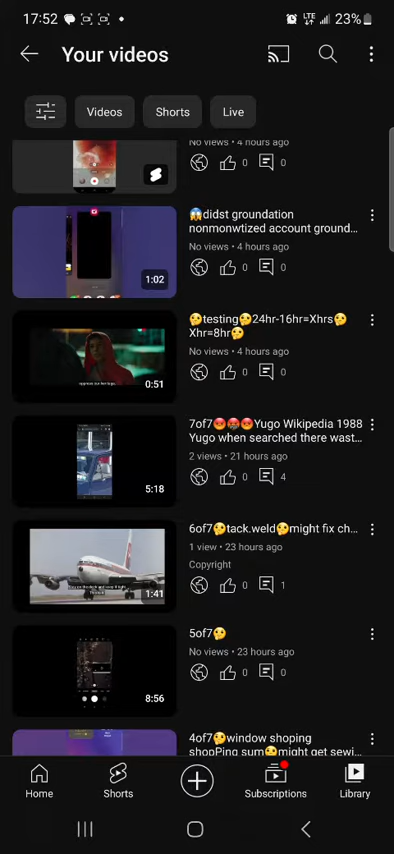 17:52
LTE
23%
Your videos
Videos
Shorts
Live
No views • 4 hours ago
0
0
😱didst groundation
nonmonwtized account ground...
No views • 4 hours ago
1:02
0
0
🤔testing🤔24hr-16hr=Xhrs🤔
Xhr=8hr🤔
No views • 4 hours ago
0:51
0
0
7of7😡🤬😡Yugo Wikipedia 1988
Yugo when searched there wast...
2 views • 21 hours ago
5:18
0
4
6of7🤔tack.weld🤔might fix ch...
1 view • 23 hours ago
Copyright
1:41
0
1
5of7🤔
No views • 23 hours ago
8:56
0
0
4of7🤔window shoping
shopPing sum🤔might get sewi...
Home
Shorts
Subscriptions
Library